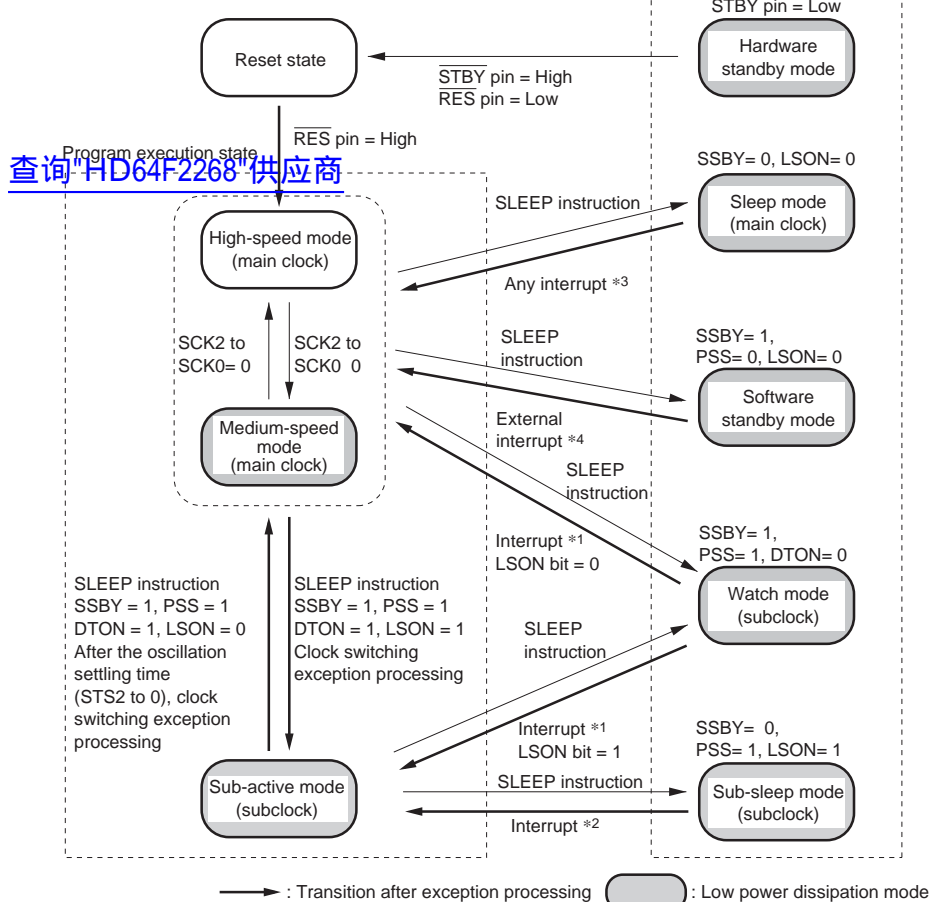 STBY pin = Low
Reset state
Hardware
standby mode
STBY pin = High
RES pin = Low
RES pin = High
Program execution state
查询"HD64F2268"供应商
SSBY= 0, LSON= 0
SLEEP instruction
Sleep mode
(main clock)
High-speed mode
(main clock)
Any interrupt *3
SCK2 to
SCK0= 0
SCK2 to
SCK0 0
SLEEP
instruction
SSBY= 1,
PSS= 0, LSON= 0
Software
standby mode
Medium-speed
mode
(main clock)
External
interrupt *4
SLEEP
instruction
Interrupt *1
LSON bit = 0
SSBY= 1,
PSS= 1, DTON= 0
Watch mode
(subclock)
SLEEP instruction
SSBY = 1, PSS = 1
DTON = 1, LSON = 0
After the oscillation
settling time
(STS2 to 0), clock
switching exception
processing
SLEEP instruction
SSBY = 1, PSS = 1
DTON = 1, LSON = 1
Clock switching
exception processing
SLEEP
instruction
Interrupt *1
LSON bit = 1
SSBY= 0,
PSS= 1, LSON= 1
Sub-active mode
(subclock)
SLEEP instruction
Sub-sleep mode
(subclock)
Interrupt *2
: Transition after exception processing
: Low power dissipation mode